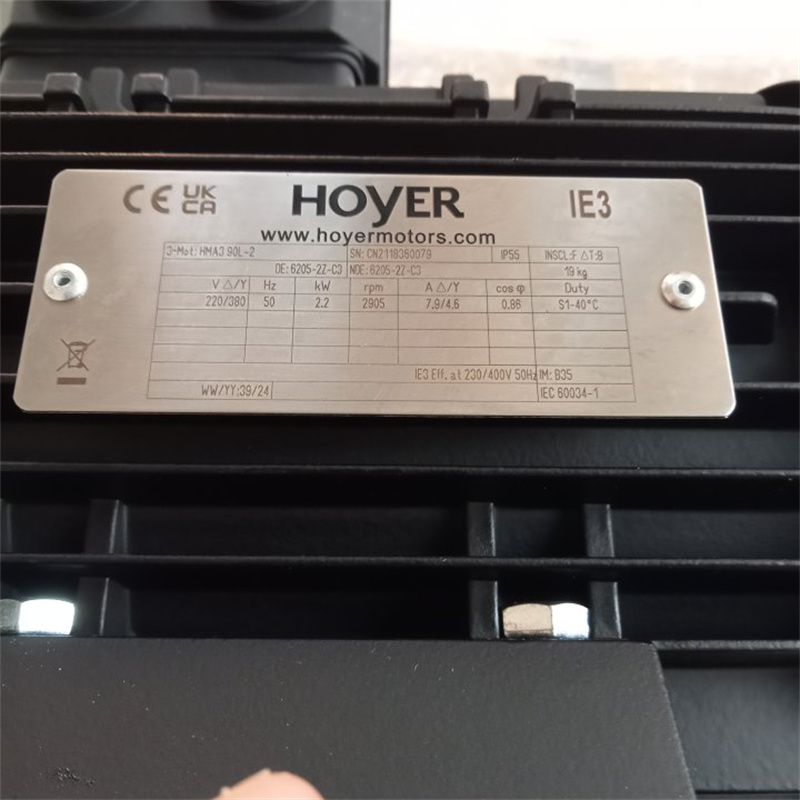 CE UK CA HOYER IE3
www.hoyermotors.com
3-Mot: HMA3 90L-2 SN: CN2118360079 IP55 INSCL:F ΔT:B
DE:6205-2Z-C3 NDE:6205-2Z-C3 19 kg
V △/Y Hz kW rpm A △/Y cos φ Duty
220/380 50 2.2 2905 7.9/4.6 0.86 S1-40°C
IE3 Eff. at 230/400V 50Hz IM: B35
WW/YY:39/24 IEC 60034-1